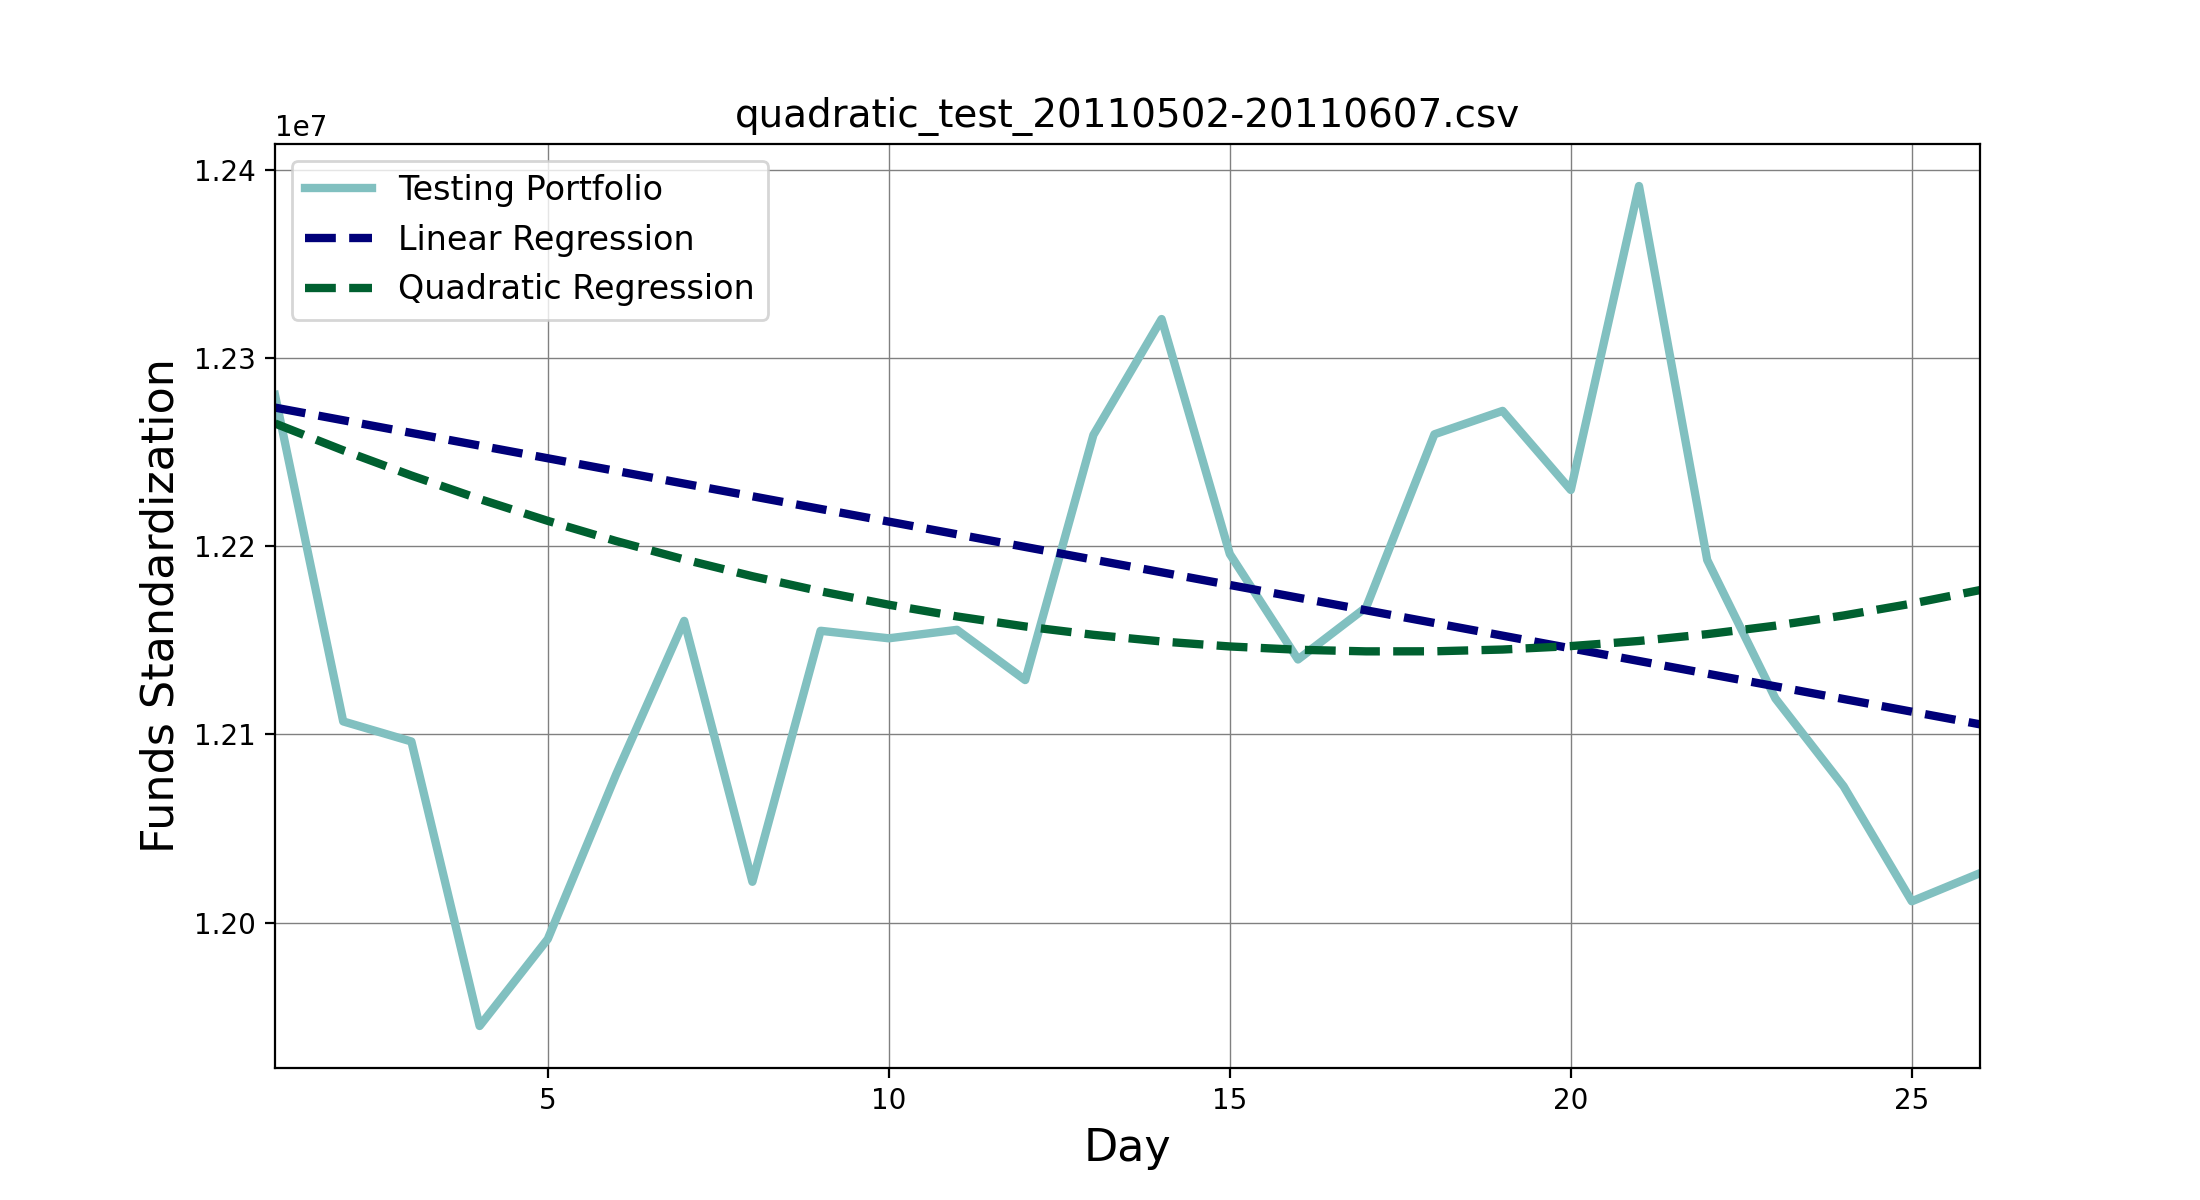 quadratic_test_20110502-20110607.csv
1e7
Testing Portfolio
Linear Regression
Quadratic Regression
Funds Standardization
1.24
1.23
1.22
1.21
1.20
5 10 15 20 25
Day